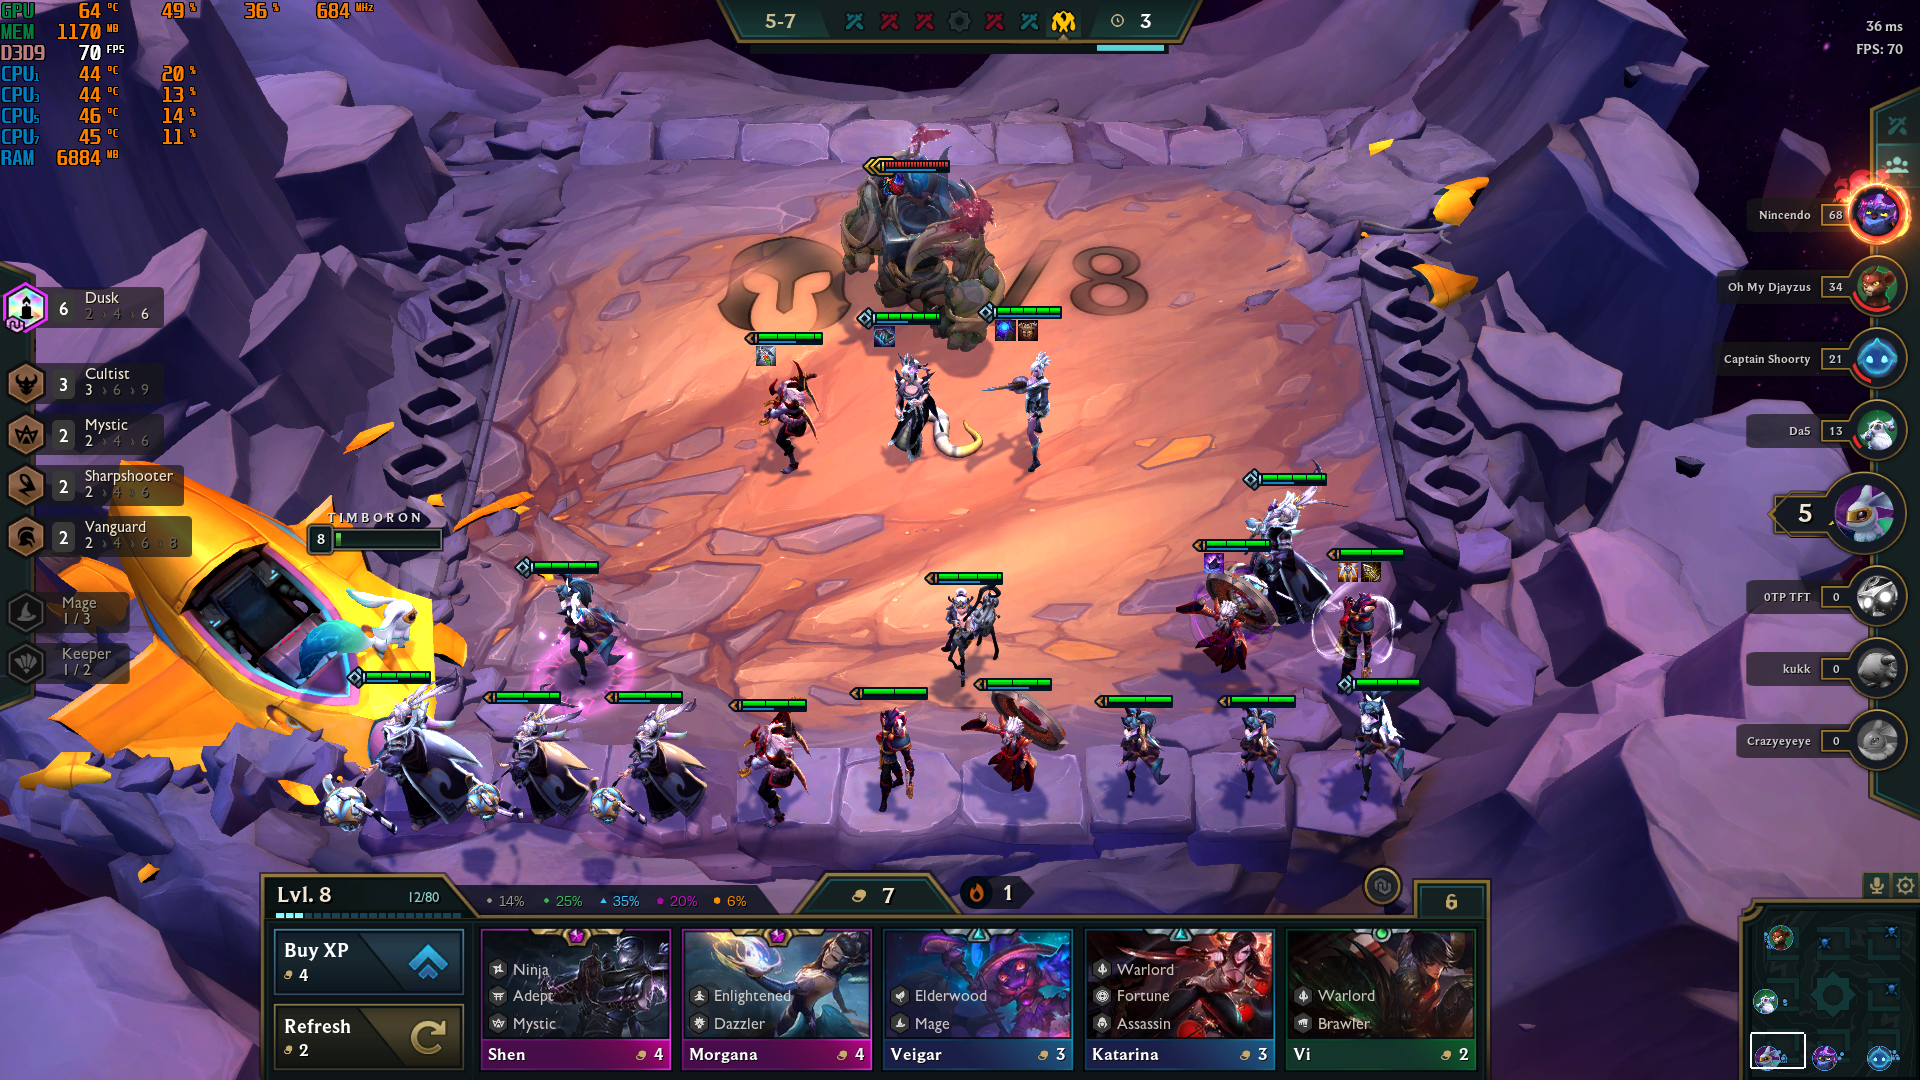 GPU 64 °C 49 % 36 % 684 MHz
MEM 1170 MB
D3D9 70 FPS
CPU1 44 °C 20 %
CPU3 44 °C 13 %
CPU5 46 °C 14 %
CPU7 45 °C 11 %
RAM 6884 MB
5-7
3
36 ms
FPS: 70
/8
Nincendo 68
Oh My Djayzus 34
Captain Shoorty 21
Da5 13
5
0TP TFT 0
kukk 0
Crazyeyeye 0
6 Dusk
2 › 4 › 6
3 Cultist
3 › 6 › 9
2 Mystic
2 › 4 › 6
2 Sharpshooter
2 › 4 › 6
2 Vanguard
2 › 4 › 6 › 8
Mage
1 / 3
Keeper
1 / 2
TIMBORON
8
Lvl. 8 12/80
14% 25% 35% 20% 6%
7
1
6
Buy XP
4
Refresh
2
Ninja
Adept
Mystic
Shen 4
Enlightened
Dazzler
Morgana 4
Elderwood
Mage
Veigar 3
Warlord
Fortune
Assassin
Katarina 3
Warlord
Brawler
Vi 2